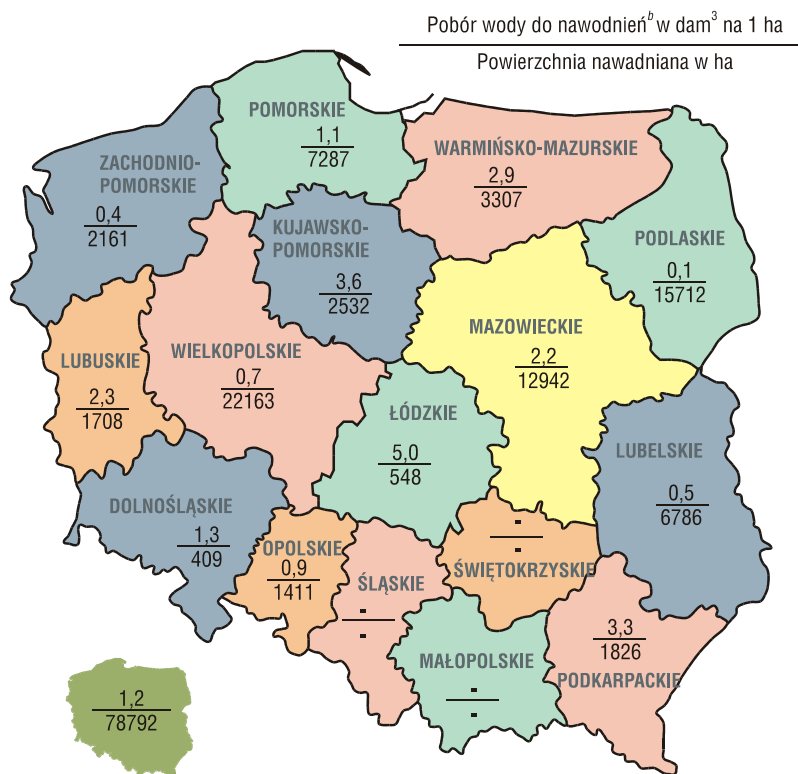 Pobór wody do nawodnień^b w dam³ na 1 ha
Powierzchnia nawadniana w ha
POMORSKIE
1,1
7287
WARMIŃSKO-MAZURSKIE
2,9
3307
ZACHODNIO-
POMORSKIE
0,4
2161
KUJAWSKO-
POMORSKIE
3,6
2532
PODLASKIE
0,1
15712
MAZOWIECKIE
2,2
12942
WIELKOPOLSKIE
0,7
22163
LUBUSKIE
2,3
1708
ŁÓDZKIE
5,0
548
LUBELSKIE
0,5
6786
DOLNOŚLĄSKIE
1,3
409
OPOLSKIE
0,9
1411
ŚLĄSKIE
-
-
-
-
ŚWIĘTOKRZYSKIE
MAŁOPOLSKIE
-
-
3,3
1826
PODKARPACKIE
1,2
78792